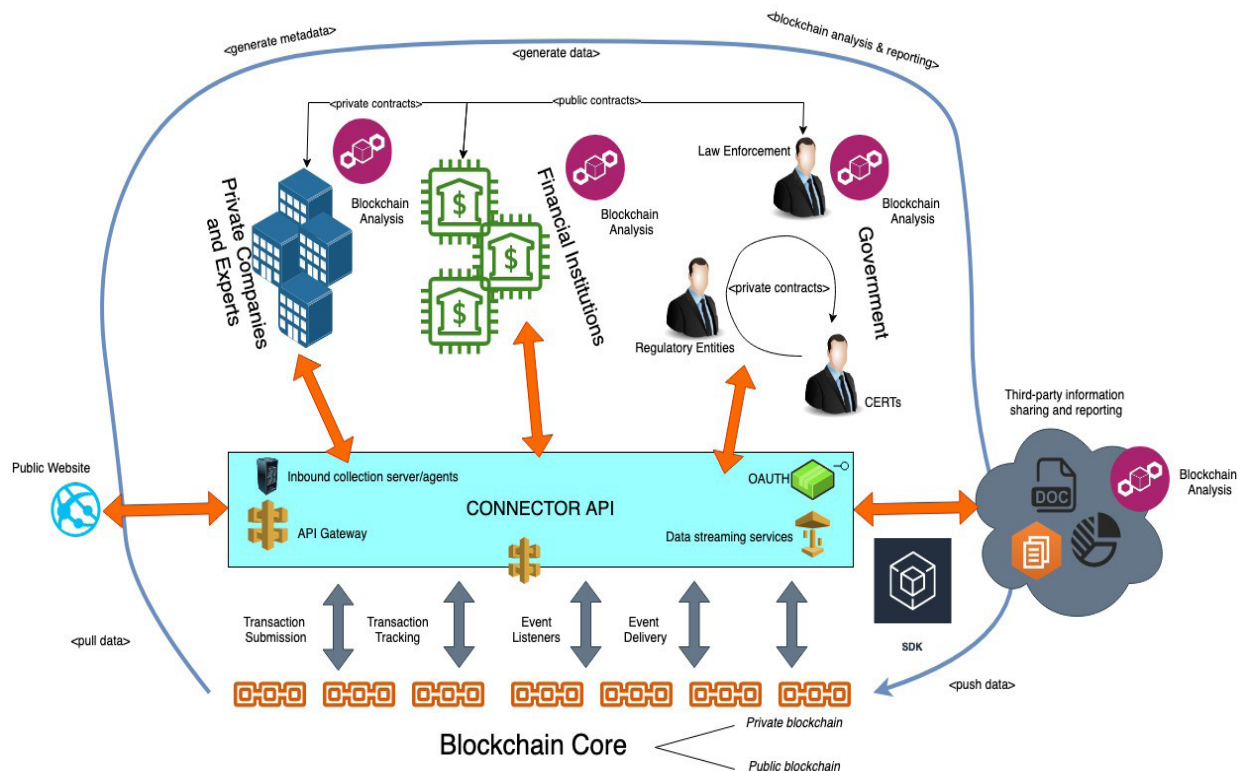 <generate metadata>
<blockchain analysis & reporting>
<generate data>
<private contracts>
<public contracts>
Law Enforcement
Private Companies
and Experts
Blockchain
Analysis
Financial Institutions
Blockchain
Analysis
Blockchain
Analysis
Government
<private contracts>
Regulatory Entities
CERTs
Third-party information
sharing and reporting
Public Website
Inbound collection server/agents
OAUTH
CONNECTOR API
API Gateway
Data streaming services
DOC
Blockchain
Analysis
Transaction
Submission
Transaction
Tracking
Event
Listeners
Event
Delivery
SDK
<pull data>
<push data>
Blockchain Core
Private blockchain
Public blockchain